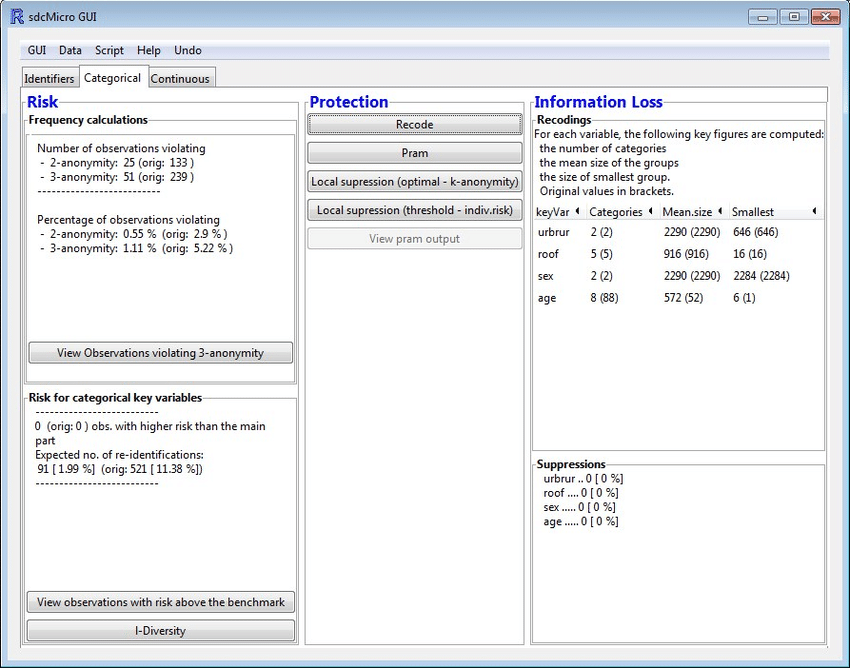 sdcMicro GUI
GUI Data Script Help Undo
Identifiers Categorical Continuous
Risk
Frequency calculations
Number of observations violating
- 2-anonymity: 25 (orig: 133 )
- 3-anonymity: 51 (orig: 239 )
--------------------------
Percentage of observations violating
- 2-anonymity: 0.55 % (orig: 2.9 % )
- 3-anonymity: 1.11 % (orig: 5.22 % )
View Observations violating 3-anonymity
Risk for categorical key variables
--------------------------
0 (orig: 0 ) obs. with higher risk than the main
part
Expected no. of re-identifications:
91 [ 1.99 %] (orig: 521 [ 11.38 %])
--------------------------
View observations with risk above the benchmark
l-Diversity
Protection
Recode
Pram
Local supression (optimal - k-anonymity)
Local supression (threshold - indiv.risk)
View pram output
Information Loss
Recodings
For each variable, the following key figures are computed:
the number of categories
the mean size of the groups
the size of smallest group.
Original values in brackets.
keyVar Categories Mean.size Smallest
urbrur 2 (2) 2290 (2290) 646 (646)
roof 5 (5) 916 (916) 16 (16)
sex 2 (2) 2290 (2290) 2284 (2284)
age 8 (88) 572 (52) 6 (1)
Suppressions
urbrur .. 0 [ 0 %]
roof .... 0 [ 0 %]
sex ..... 0 [ 0 %]
age ..... 0 [ 0 %]